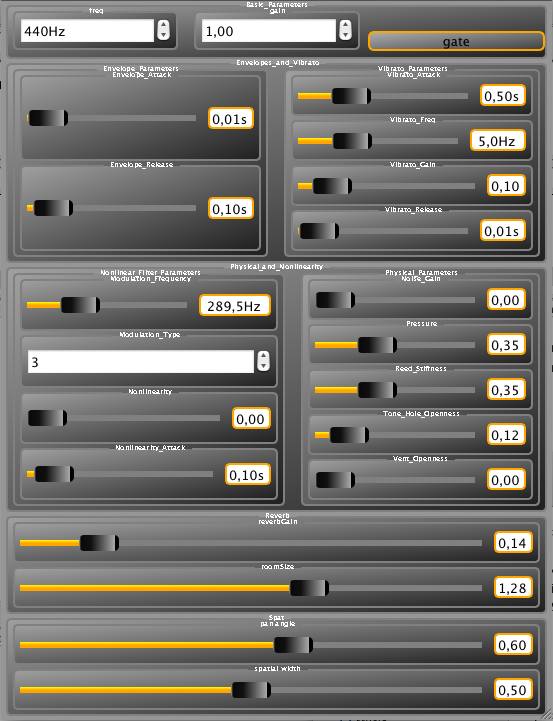 Basic_Parameters
freq
gain
440Hz
1,00
gate
Envelopes_and_Vibrato
Envelope_Parameters
Envelope_Attack
0,01s
Envelope_Release
0,10s
Vibrato_Parameters
Vibrato_Attack
0,50s
Vibrato_Freq
5,0Hz
Vibrato_Gain
0,10
Vibrato_Release
0,01s
Physical_and_Nonlinearity
Nonlinear_Filter_Parameters
Modulation_Frequency
289,5Hz
Modulation_Type
3
Nonlinearity
0,00
Nonlinearity_Attack
0,10s
Physical_Parameters
Noise_Gain
0,00
Pressure
0,35
Reed_Stiffness
0,35
Tone_Hole_Openness
0,12
Vent_Openness
0,00
Reverb
reverbGain
0,14
roomSize
1,28
Spat
pan angle
0,60
spatial width
0,50